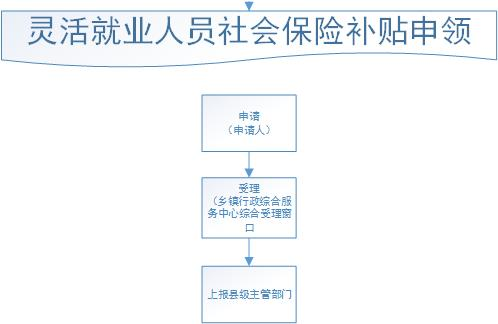 灵活就业人员社会保险补贴申领
申请
（申请人）
受理
（乡镇行政综合服
务中心综合受理窗
口
上报县级主管部门